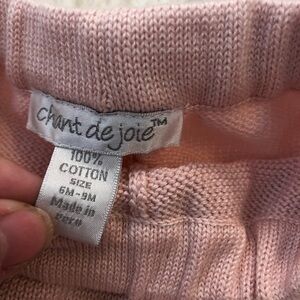 chant de joie™
100%
COTTON
SIZE
6M-9M
Made in
Peru